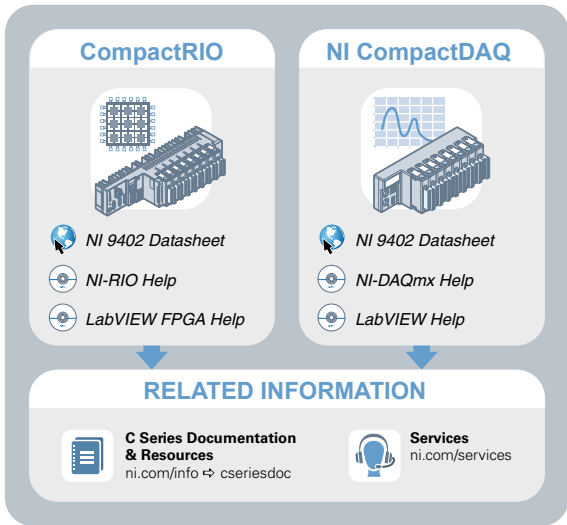 CompactRIO
NI 9402 Datasheet
NI-RIO Help
LabVIEW FPGA Help
NI CompactDAQ
NI 9402 Datasheet
NI-DAQmx Help
LabVIEW Help
RELATED INFORMATION
C Series Documentation
& Resources
ni.com/info ➪ cseriesdoc
Services
ni.com/services